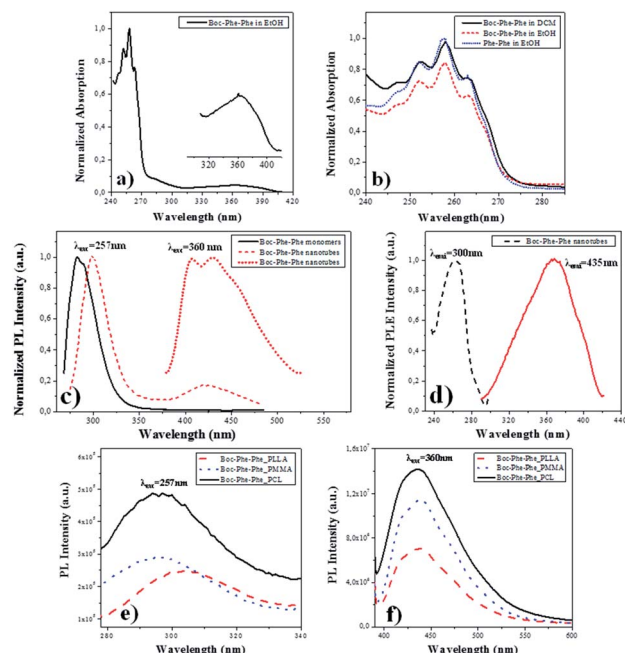 a)
Boc-Phe-Phe in EtOH
Normalized Absorption
1,0
0,8
0,6
0,4
0,2
0,0
320 360 400
210 240 270 300 330 360 390 420
Wavelength (nm)
b)
Boc-Phe-Phe in DCM
Boc-Phe-Phe in EtOH
Phe-Phe in EtOH
Normalized Absorption
1,0
0,8
0,6
0,4
0,2
0,0
240 250 260 270 280
Wavelength(nm)
c)
λexc=257nm
λexc=360 nm
Boc-Phe-Phe monomers
Boc-Phe-Phe nanotubes
Boc-Phe-Phe nanotubes
Normalized PL Intensity (a.u.)
1,0
0,8
0,6
0,4
0,2
0,0
300 350 400 450 500 550
Wavelength (nm)
d)
Boc-Phe-Phe nanotubes
λemi=300nm
λemi=435nm
Normalized PLE Intensity (a.u.)
1,0
0,8
0,6
0,4
0,2
0,0
240 280 320 360 400 440
Wavelength (nm)
e)
λexc=257nm
Boc-Phe-Phe_PLLA
Boc-Phe-Phe_PMMA
Boc-Phe-Phe_PCL
PL Intensity (a.u.)
280 300 320 340
Wavelength (nm)
f)
λexc=360nm
Boc-Phe-Phe_PLLA
Boc-Phe-Phe_PMMA
Boc-Phe-Phe_PCL
PL Intensity (a.u.)
0,0
400 450 500 550 600
Wavelength (nm)